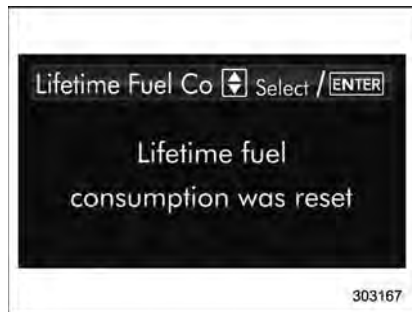 Lifetime Fuel Co Select / ENTER
Lifetime fuel
consumption was reset
303167